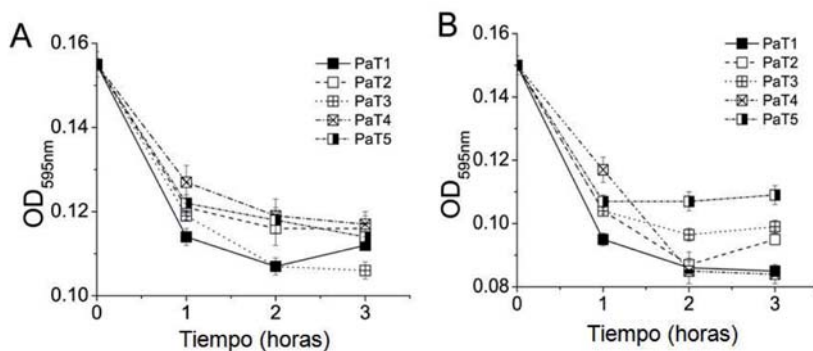 A
OD595nm
0.16
0.14
0.12
0.10
0
1
2
3
Tiempo (horas)
PaT1
PaT2
PaT3
PaT4
PaT5
B
OD595nm
0.16
0.14
0.12
0.10
0.08
0
1
2
3
Tiempo (horas)
PaT1
PaT2
PaT3
PaT4
PaT5